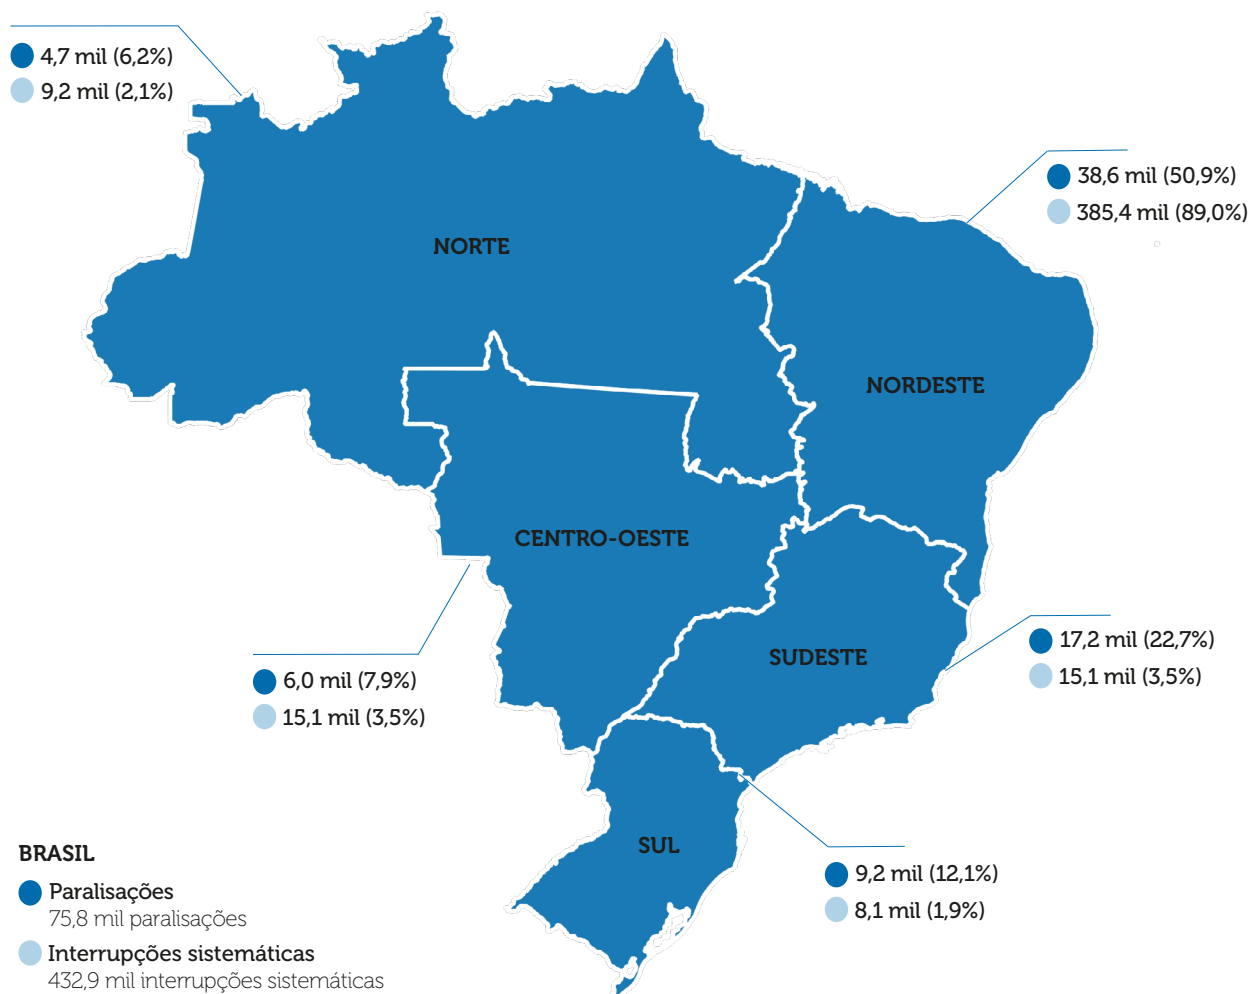 4,7 mil (6,2%)
9,2 mil (2,1%)
38,6 mil (50,9%)
385,4 mil (89,0%)
NORTE
NORDESTE
CENTRO-OESTE
17,2 mil (22,7%)
15,1 mil (3,5%)
SUDESTE
6,0 mil (7,9%)
15,1 mil (3,5%)
SUL
9,2 mil (12,1%)
8,1 mil (1,9%)
BRASIL
Paralisações
75,8 mil paralisações
Interrupções sistemáticas
432,9 mil interrupções sistemáticas